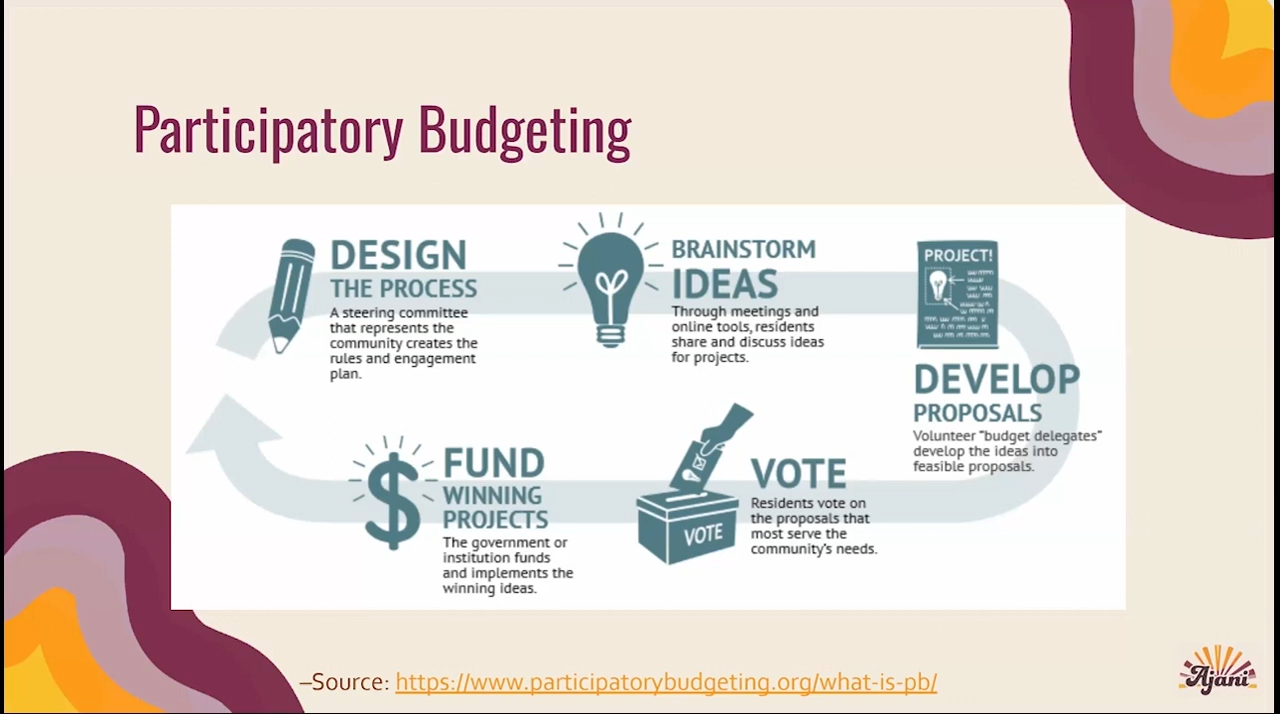 Participatory Budgeting
DESIGN
THE PROCESS
A steering committee
that represents the
community creates the
rules and engagement
plan.
BRAINSTORM
IDEAS
Through meetings and
online tools, residents
share and discuss ideas
for projects.
PROJECT!
DEVELOP
PROPOSALS
Volunteer "budget delegates"
develop the ideas into
feasible proposals.
VOTE
VOTE
Residents vote on
the proposals that
most serve the
community's needs.
FUND
WINNING
PROJECTS
The government or
institution funds
and implements the
winning ideas.
–Source: https://www.participatorybudgeting.org/what-is-pb/
Ajani